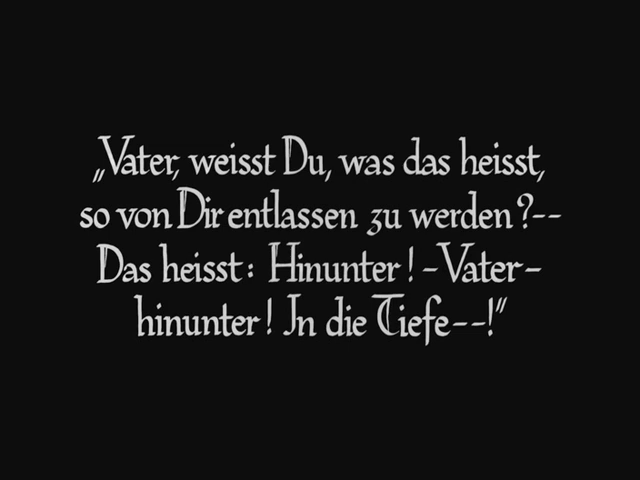 „Vater, weisst Du, was das heisst,
so von Dir entlassen zu werden?--
Das heisst: Hinunter! -Vater-
hinunter! In die Tiefe--!"